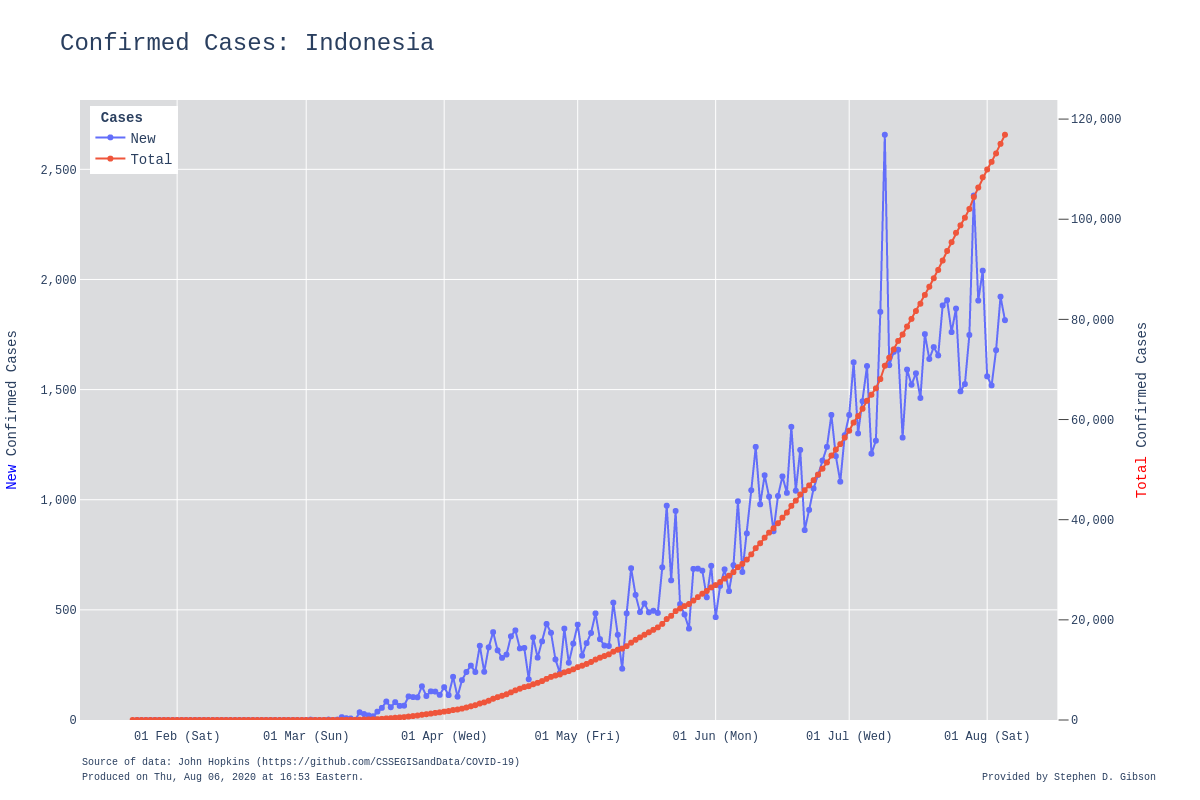 Confirmed Cases: Indonesia
Cases
New
Total
2,500
2,000
1,500
1,000
500
0
120,000
100,000
80,000
60,000
40,000
20,000
0
New Confirmed Cases
Total Confirmed Cases
01 Feb (Sat)
01 Mar (Sun)
01 Apr (Wed)
01 May (Fri)
01 Jun (Mon)
01 Jul (Wed)
01 Aug (Sat)
Source of data: John Hopkins (https://github.com/CSSEGISandData/COVID-19)
Produced on Thu, Aug 06, 2020 at 16:53 Eastern.
Provided by Stephen D. Gibson